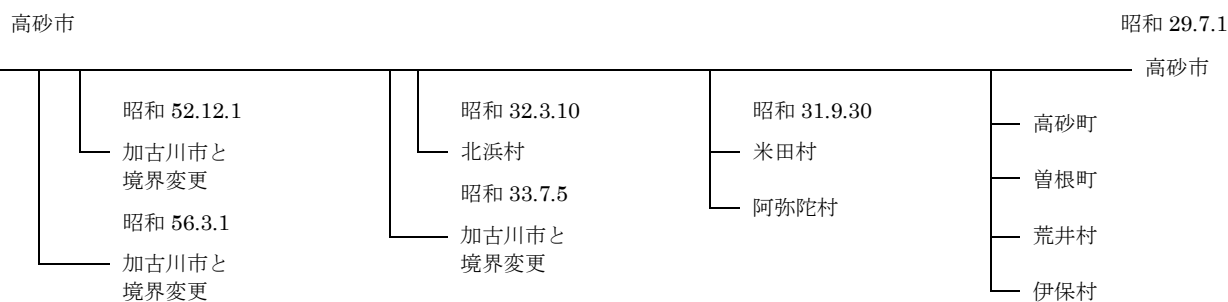 高砂市
昭和 29.7.1
高砂市
昭和 52.12.1
加古川市と
境界変更
昭和 56.3.1
加古川市と
境界変更
昭和 32.3.10
北浜村
昭和 33.7.5
加古川市と
境界変更
昭和 31.9.30
米田村
阿弥陀村
高砂町
曽根町
荒井村
伊保村